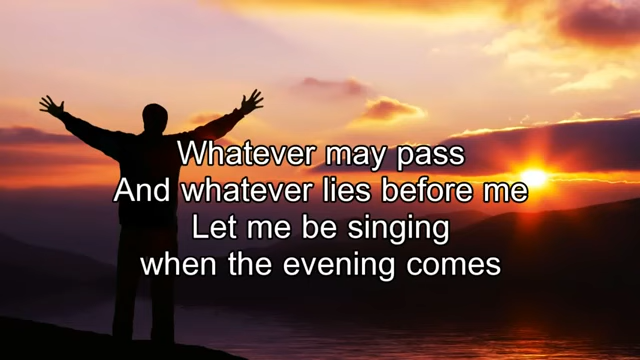 Whatever may pass
And whatever lies before me
Let me be singing
when the evening comes